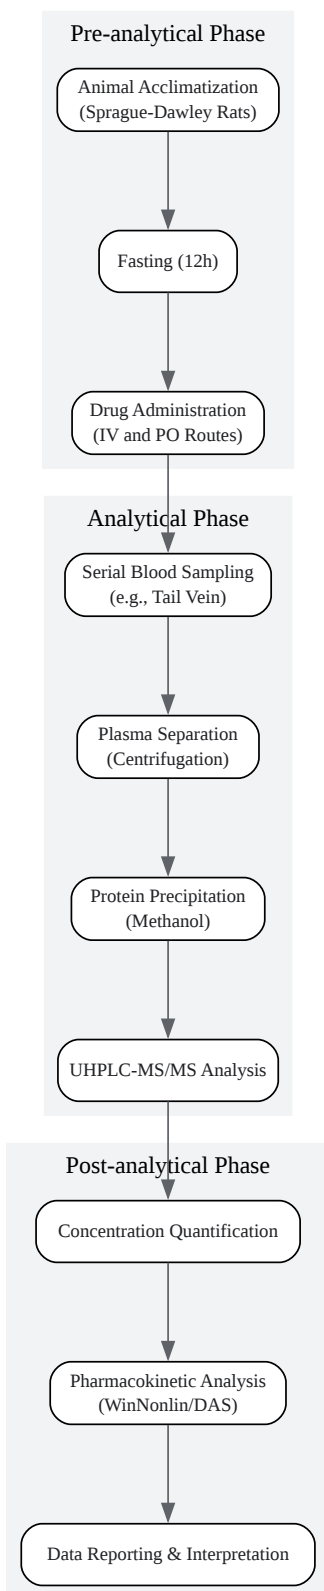 Pre-analytical Phase
Animal Acclimatization
(Sprague-Dawley Rats)
Fasting (12h)
Drug Administration
(IV and PO Routes)
Analytical Phase
Serial Blood Sampling
(e.g., Tail Vein)
Plasma Separation
(Centrifugation)
Protein Precipitation
(Methanol)
UHPLC-MS/MS Analysis
Post-analytical Phase
Concentration Quantification
Pharmacokinetic Analysis
(WinNonlin/DAS)
Data Reporting & Interpretation